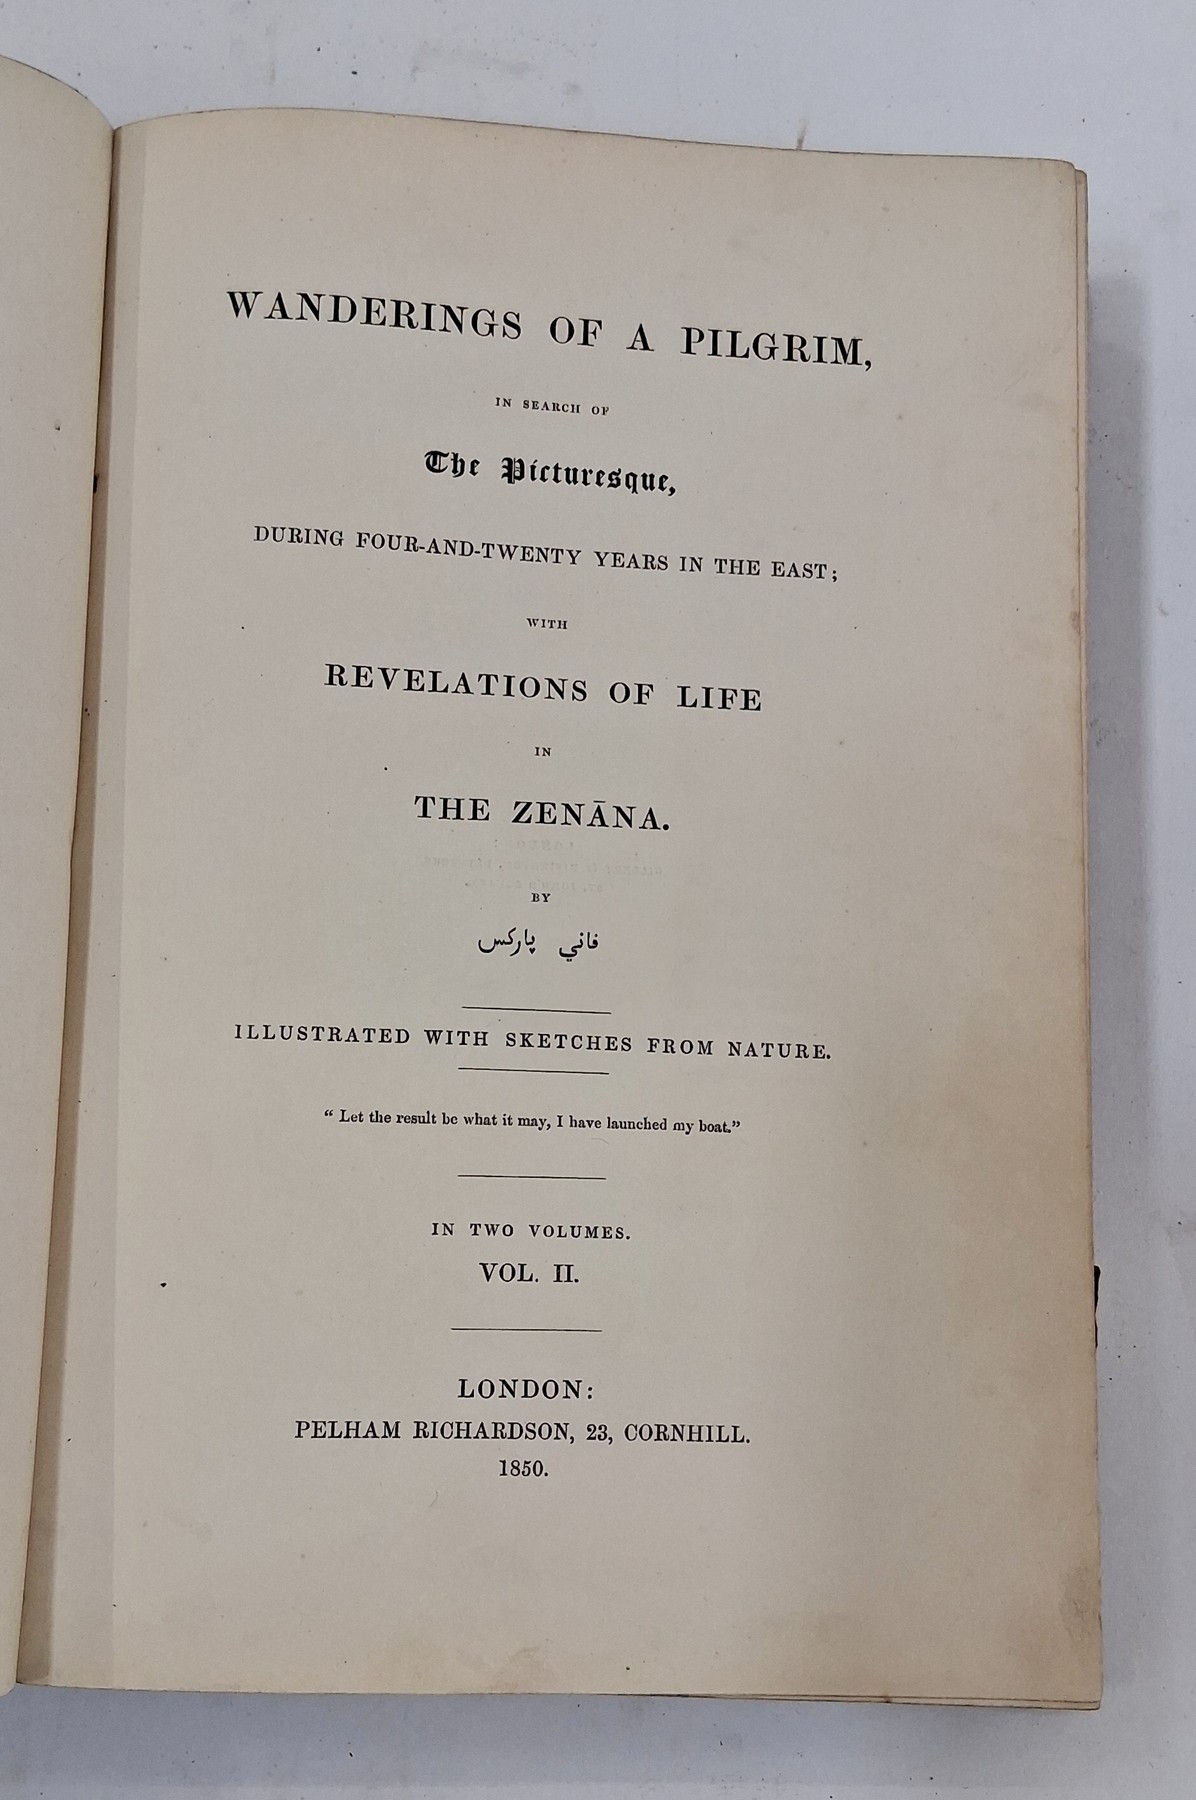 WANDERINGS OF A PILGRIM,
IN SEARCH OF
The Picturesque,
DURING FOUR-AND-TWENTY YEARS IN THE EAST;
WITH
REVELATIONS OF LIFE
IN
THE ZENĀNA.
BY
فاني پارکس
ILLUSTRATED WITH SKETCHES FROM NATURE.
“ Let the result be what it may, I have launched my boat.”
IN TWO VOLUMES.
VOL. II.
LONDON:
PELHAM RICHARDSON, 23, CORNHILL.
1850.